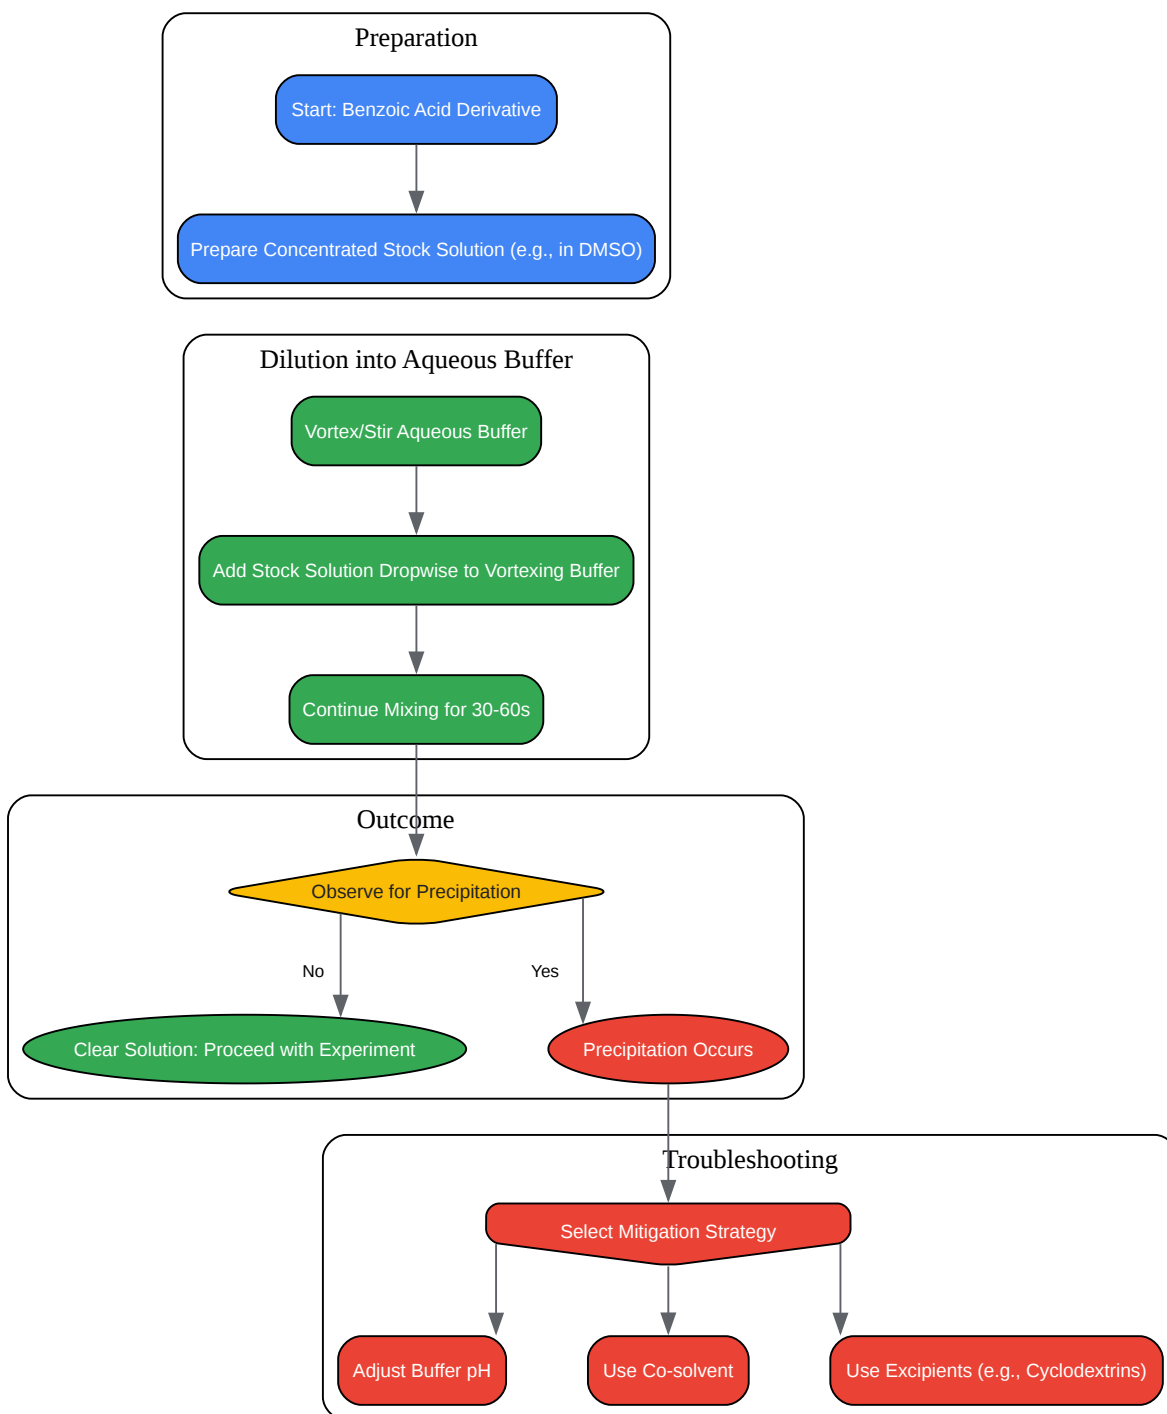 Preparation
Start: Benzoic Acid Derivative
Prepare Concentrated Stock Solution (e.g., in DMSO)
Dilution into Aqueous Buffer
Vortex/Stir Aqueous Buffer
Add Stock Solution Dropwise to Vortexing Buffer
Continue Mixing for 30-60s
Outcome
Observe for Precipitation
No
Yes
Clear Solution: Proceed with Experiment
Precipitation Occurs
Troubleshooting
Select Mitigation Strategy
Adjust Buffer pH
Use Co-solvent
Use Excipients (e.g., Cyclodextrins)